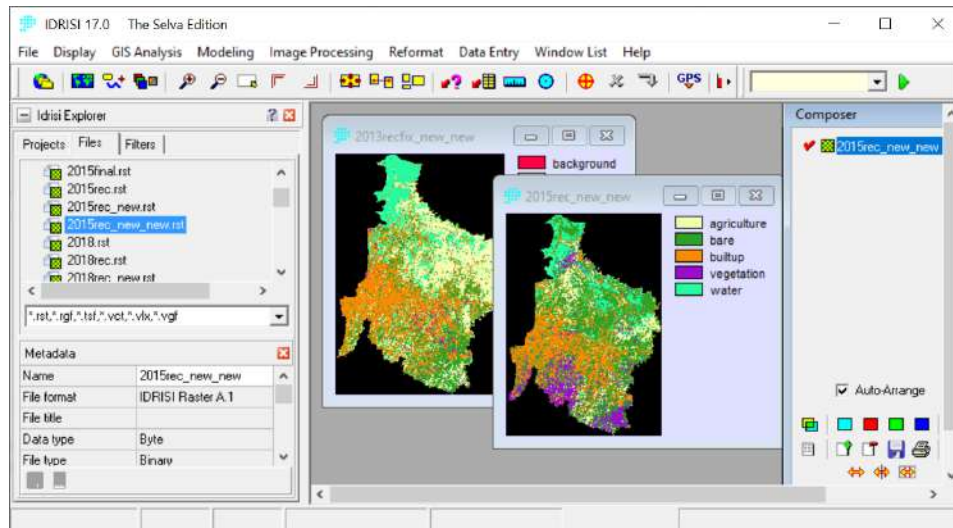 IDRISI 17.0 The Selva Edition
File Display GIS Analysis Modeling Image Processing Reformat Data Entry Window List Help
GPS
Idrisi Explorer
Projects Files Filters
2015final.rst
2015rec.rst
2015rec_new.rst
2015rec_new_new.rst
2018.rst
2018rec.rst
2018rec_new.rst
*.rst,*.rgf,*.tsf,*.vct,*.vlx,*.vgf
Metadata
Name 2015rec_new_new
File format IDRISI Raster A.1
File title
Data type Byte
File type Binary
2013recfix_new_new
background
2015rec_new_new
agriculture
bare
builtup
vegetation
water
Composer
2015rec_new_new
Auto-Arrange